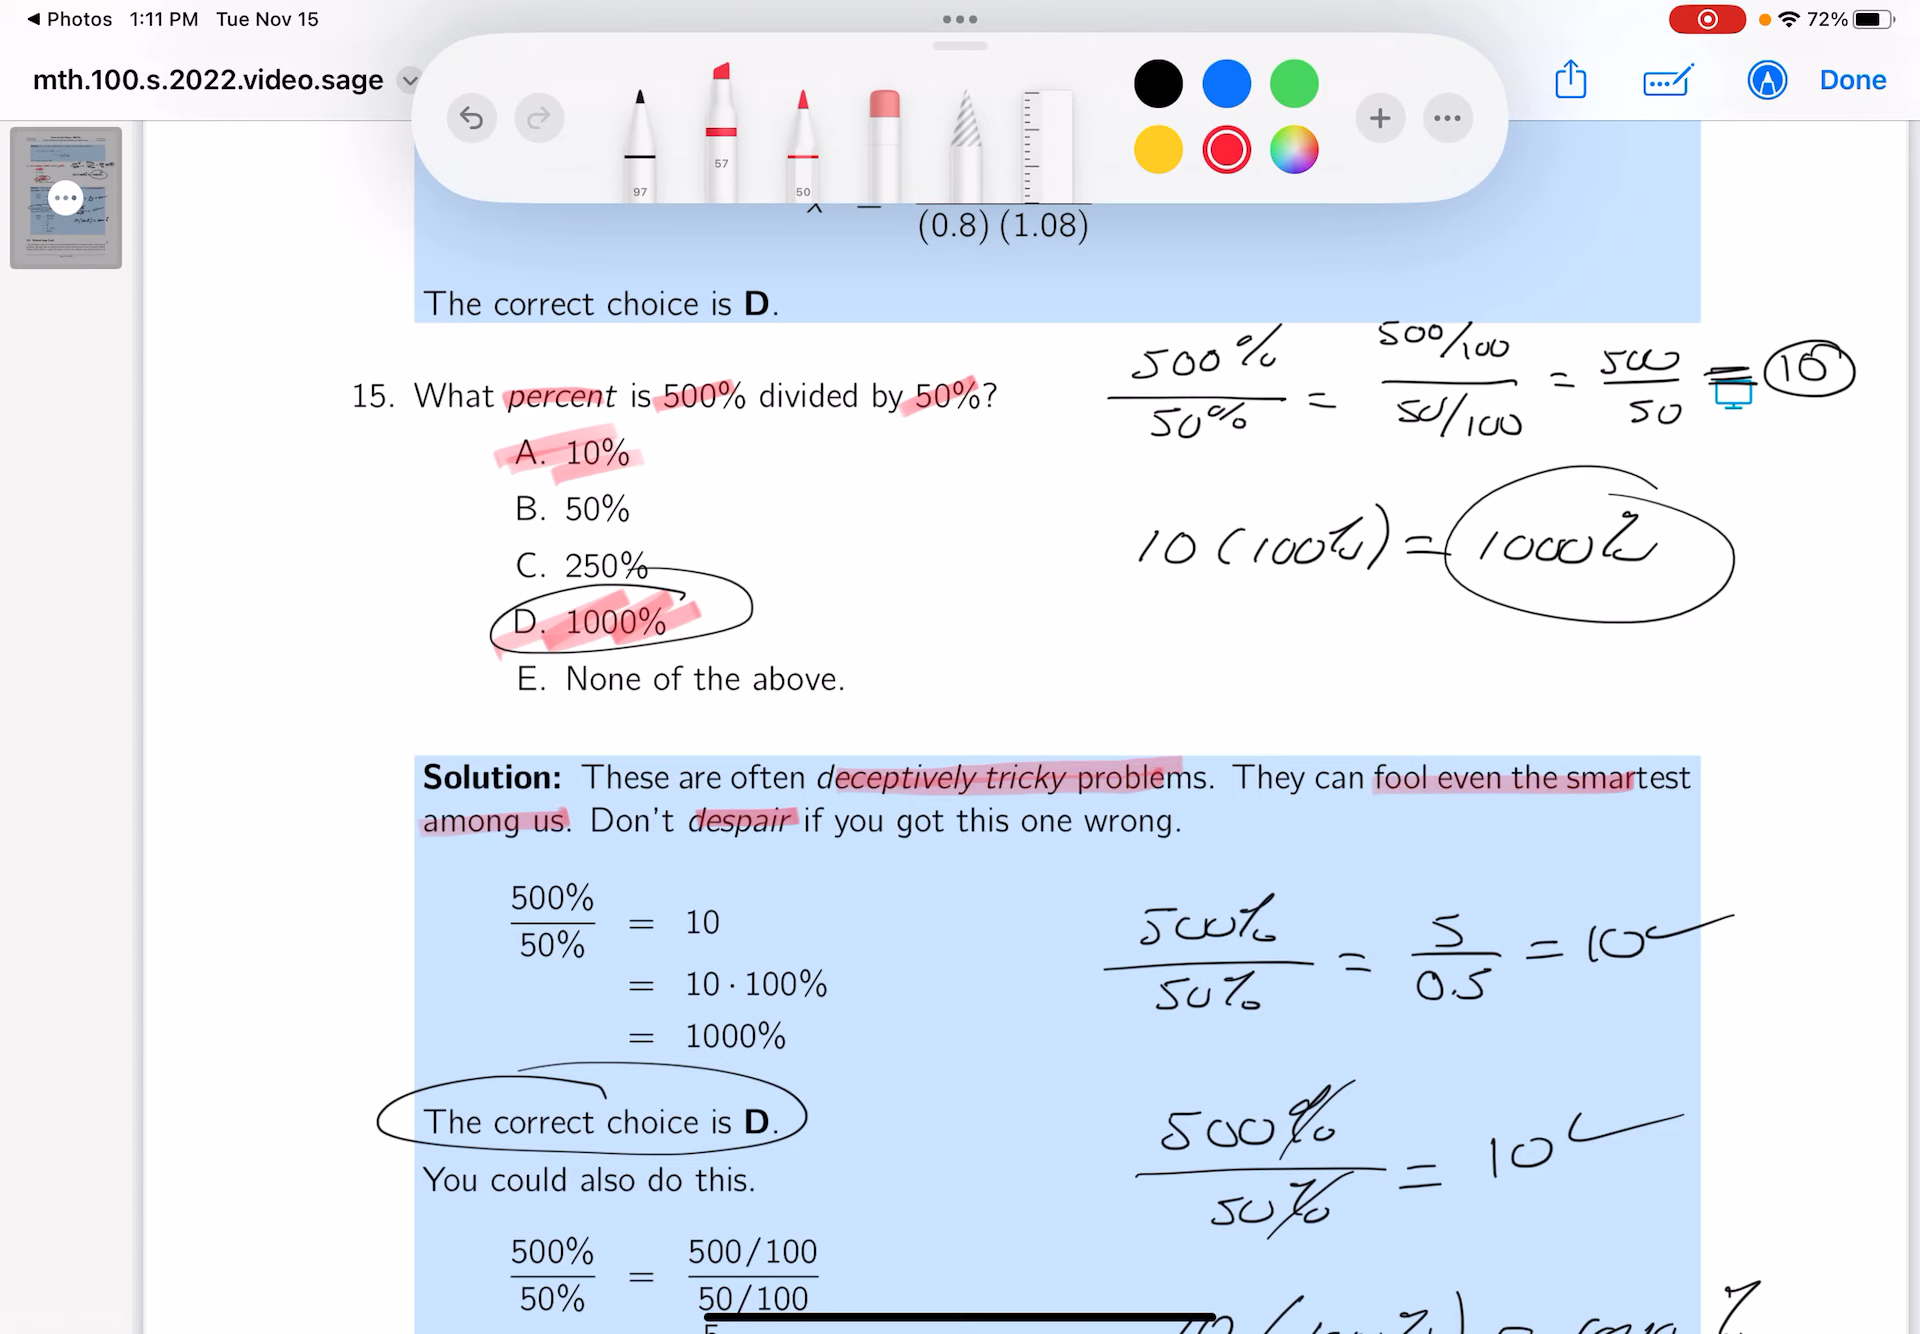 Photos 1:11 PM Tue Nov 15 72%
mth.100.s.2022.video.sage Done
97 57 50
(0.8) (1.08)
The correct choice is D.
500% / 50% = 500/100 / 50/100 = 500 / 50 = 10
15. What percent is 500% divided by 50%?
A. 10%
B. 50%
10 (100%) = 1000%
C. 250%
D. 1000%
E. None of the above.
Solution: These are often deceptively tricky problems. They can fool even the smartest
among us. Don't despair if you got this one wrong.
500% / 50% = 10
500% / 50% = 5 / 0.5 = 10
= 10 · 100%
= 1000%
The correct choice is D.
500% / 50% = 10
You could also do this.
500% / 50% = 500/100 / 50/100